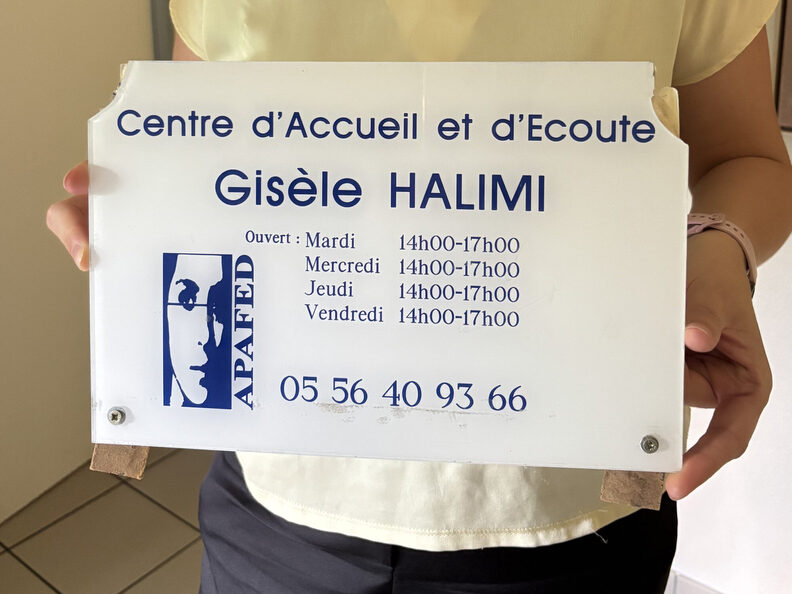 Centre d'Accueil et d'Ecoute
Gisèle HALIMI
Ouvert : Mardi 14h00-17h00
Mercredi 14h00-17h00
Jeudi 14h00-17h00
Vendredi 14h00-17h00
APAFED
05 56 40 93 66